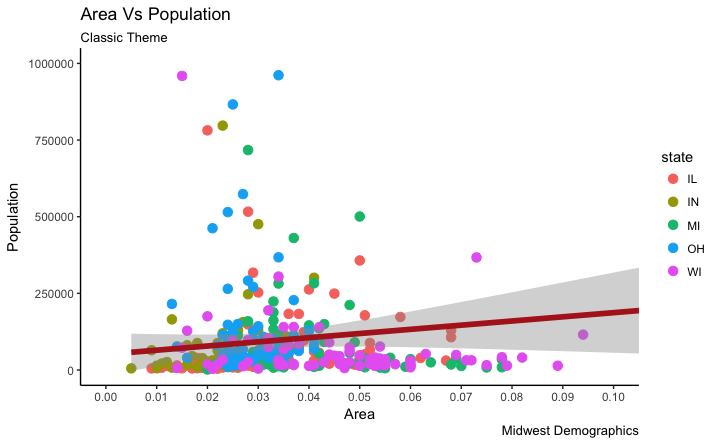 Area Vs Population
Classic Theme
1000000
750000
500000
250000
0
Population
0.00 0.01 0.02 0.03 0.04 0.05 0.06 0.07 0.08 0.09 0.10
Area
Midwest Demographics
state
IL
IN
MI
OH
WI